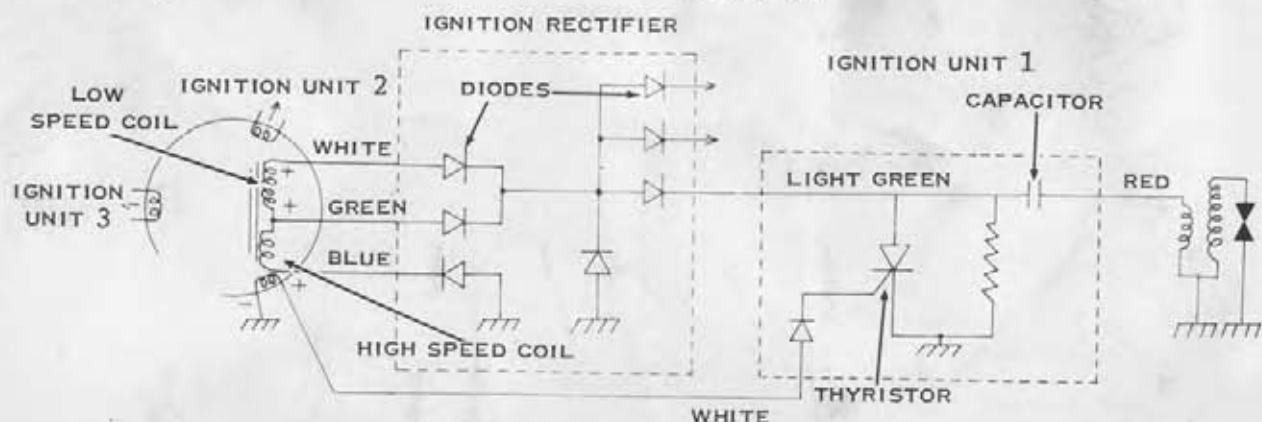 IGNITION RECTIFIER
IGNITION UNIT 1
IGNITION UNIT 2
LOW
SPEED COIL
DIODES
CAPACITOR
WHITE
IGNITION
UNIT 3
GREEN
LIGHT GREEN
RED
BLUE
HIGH SPEED COIL
THYRISTOR
WHITE
+
+
+
-